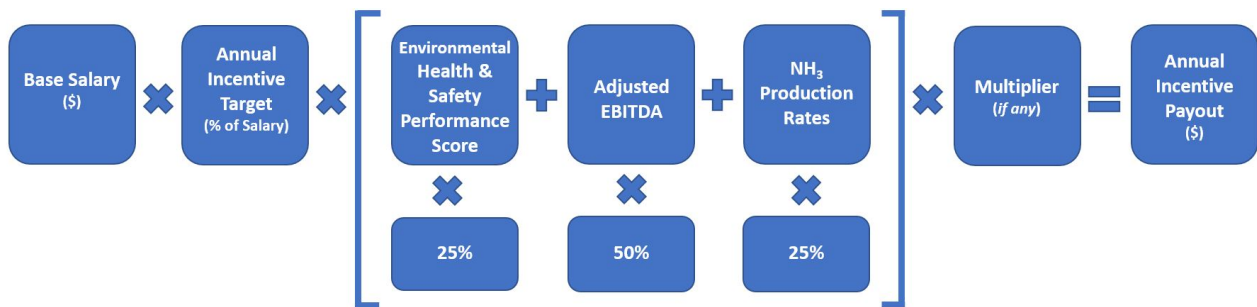 Base Salary
($)
Annual
Incentive
Target
(% of Salary)
Environmental
Health &
Safety
Performance
Score
Adjusted
EBITDA
NH₃
Production
Rates
Multiplier
(if any)
Annual
Incentive
Payout
($)
25%
50%
25%